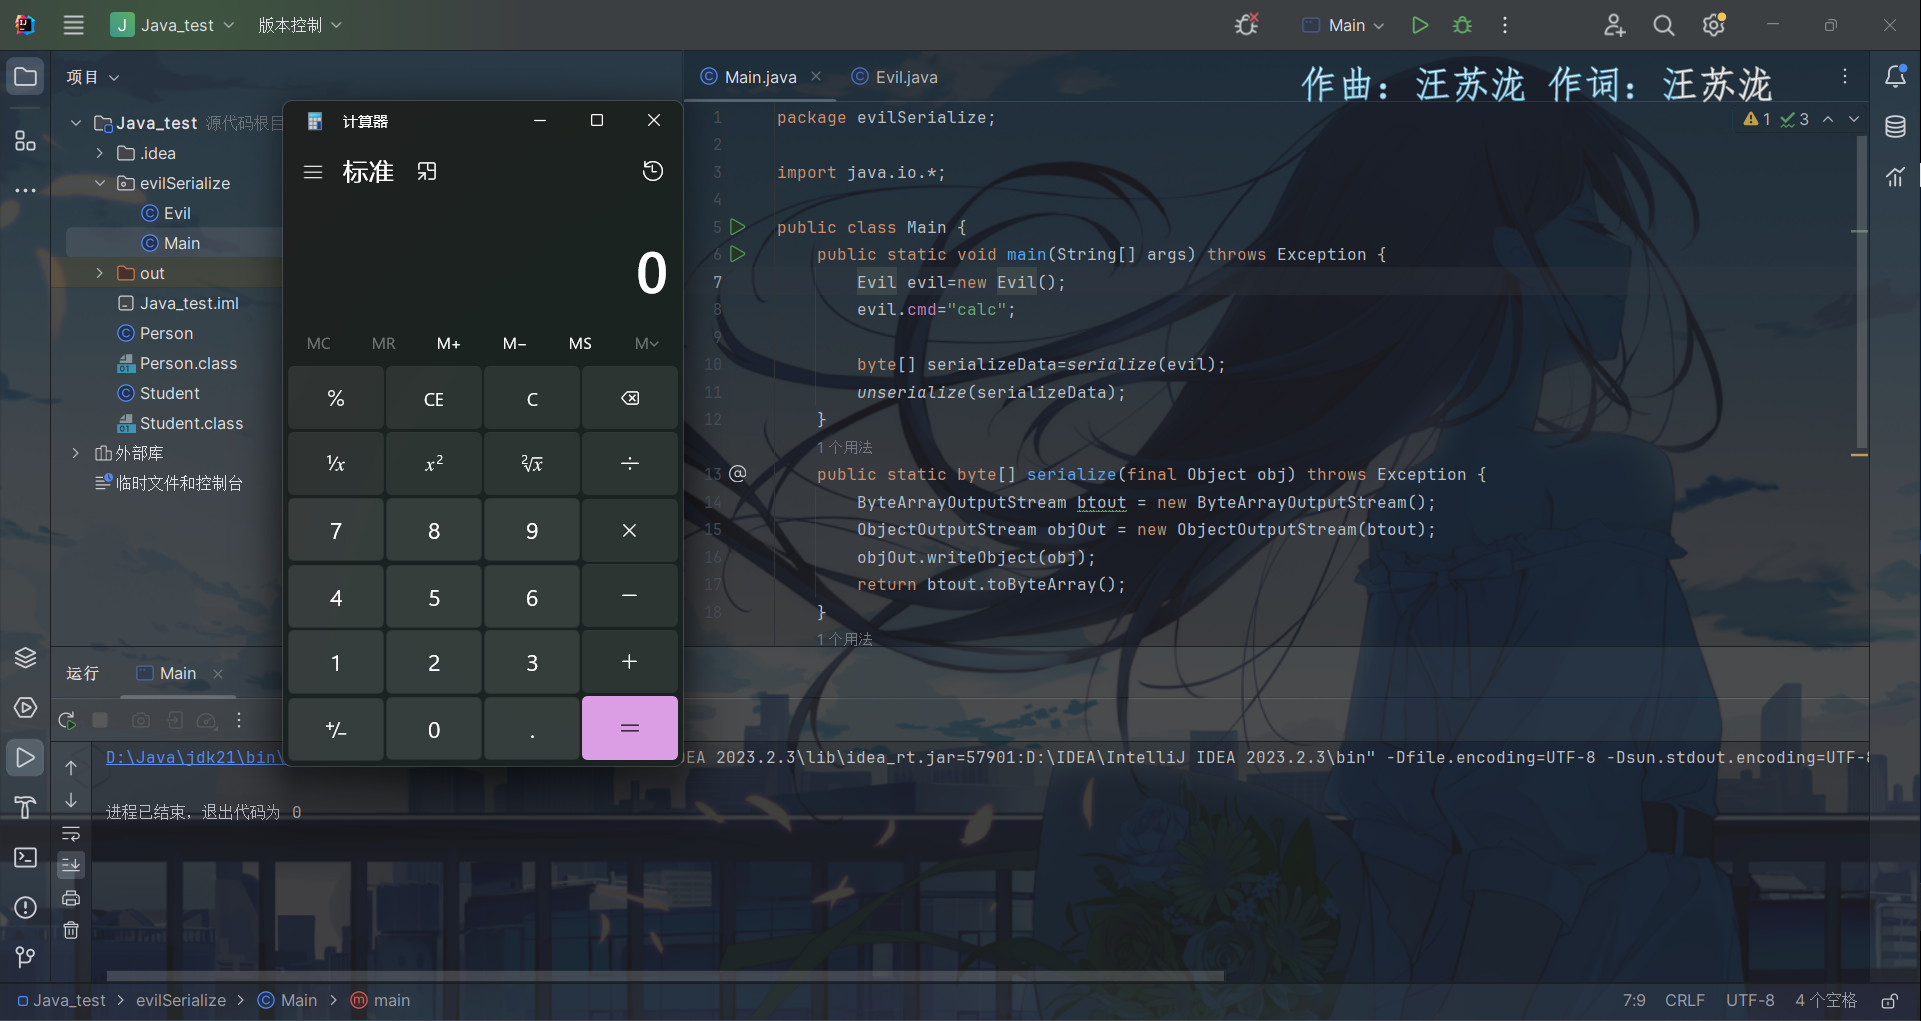 Java_test 版本控制 Main
项目
Java_test 源代码根目
.idea
evilSerialize
Evil
Main
out
Java_test.iml
Person
Person.class
Student
Student.class
外部库
临时文件和控制台
计算器
标准
0
MC MR M+ M− MS M
% CE C
¹/x x² ²√x ÷
7 8 9 ×
4 5 6 −
1 2 3 +
+/− 0 . =
Main.java Evil.java
作曲：汪苏泷 作词：汪苏泷
1 3
1 package evilSerialize;
2
3 import java.io.*;
4
5 public class Main {
6 public static void main(String[] args) throws Exception {
7 Evil evil=new Evil();
8 evil.cmd="calc";
9
10 byte[] serializeData=serialize(evil);
11 unserialize(serializeData);
12 }
1 个用法
13 public static byte[] serialize(final Object obj) throws Exception {
14 ByteArrayOutputStream btout = new ByteArrayOutputStream();
15 ObjectOutputStream objOut = new ObjectOutputStream(btout);
16 objOut.writeObject(obj);
17 return btout.toByteArray();
18 }
1 个用法
运行 Main
D:\Java\jdk21\bin\ DEA 2023.2.3\lib\idea_rt.jar=57901:D:\IDEA\IntelliJ IDEA 2023.2.3\bin" -Dfile.encoding=UTF-8 -Dsun.stdout.encoding=UTF-8
进程已结束，退出代码为 0
Java_test evilSerialize Main main
7:9 CRLF UTF-8 4 个空格